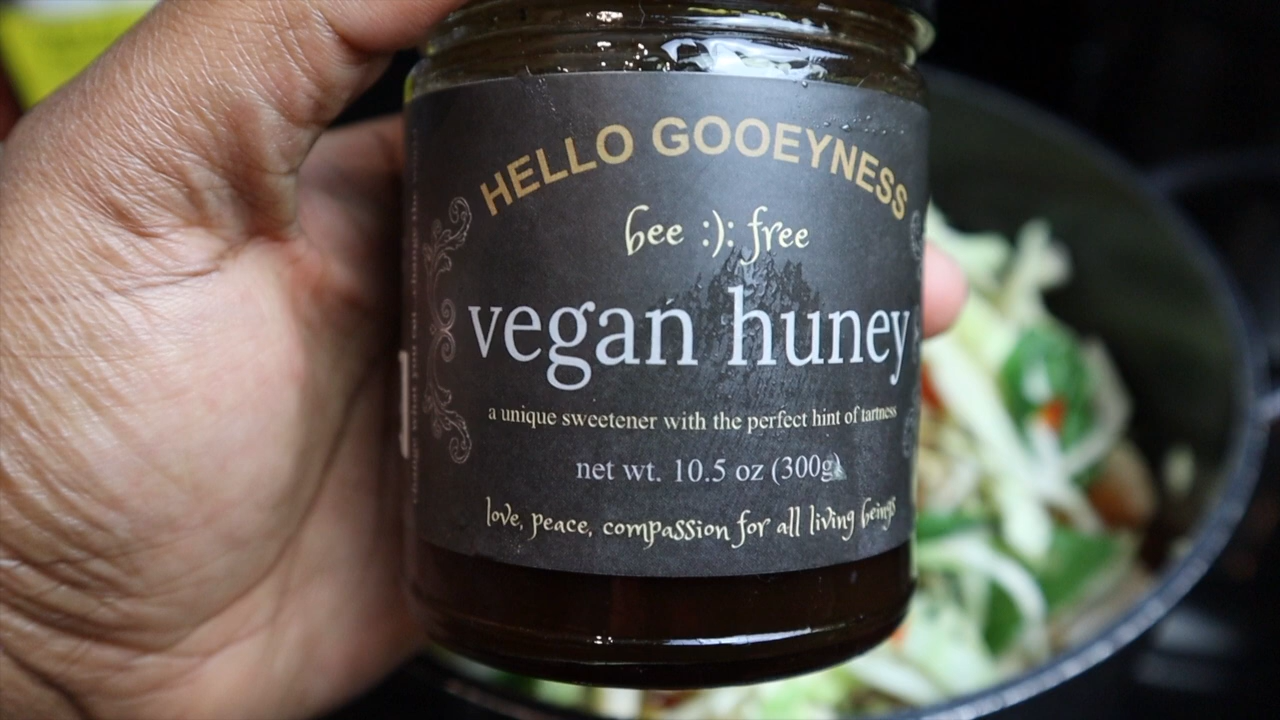 HELLO GOOEYNESS
bee :): free
vegan huney
a unique sweetener with the perfect hint of tartness
net wt. 10.5 oz (300g)
love, peace, compassion for all living beings